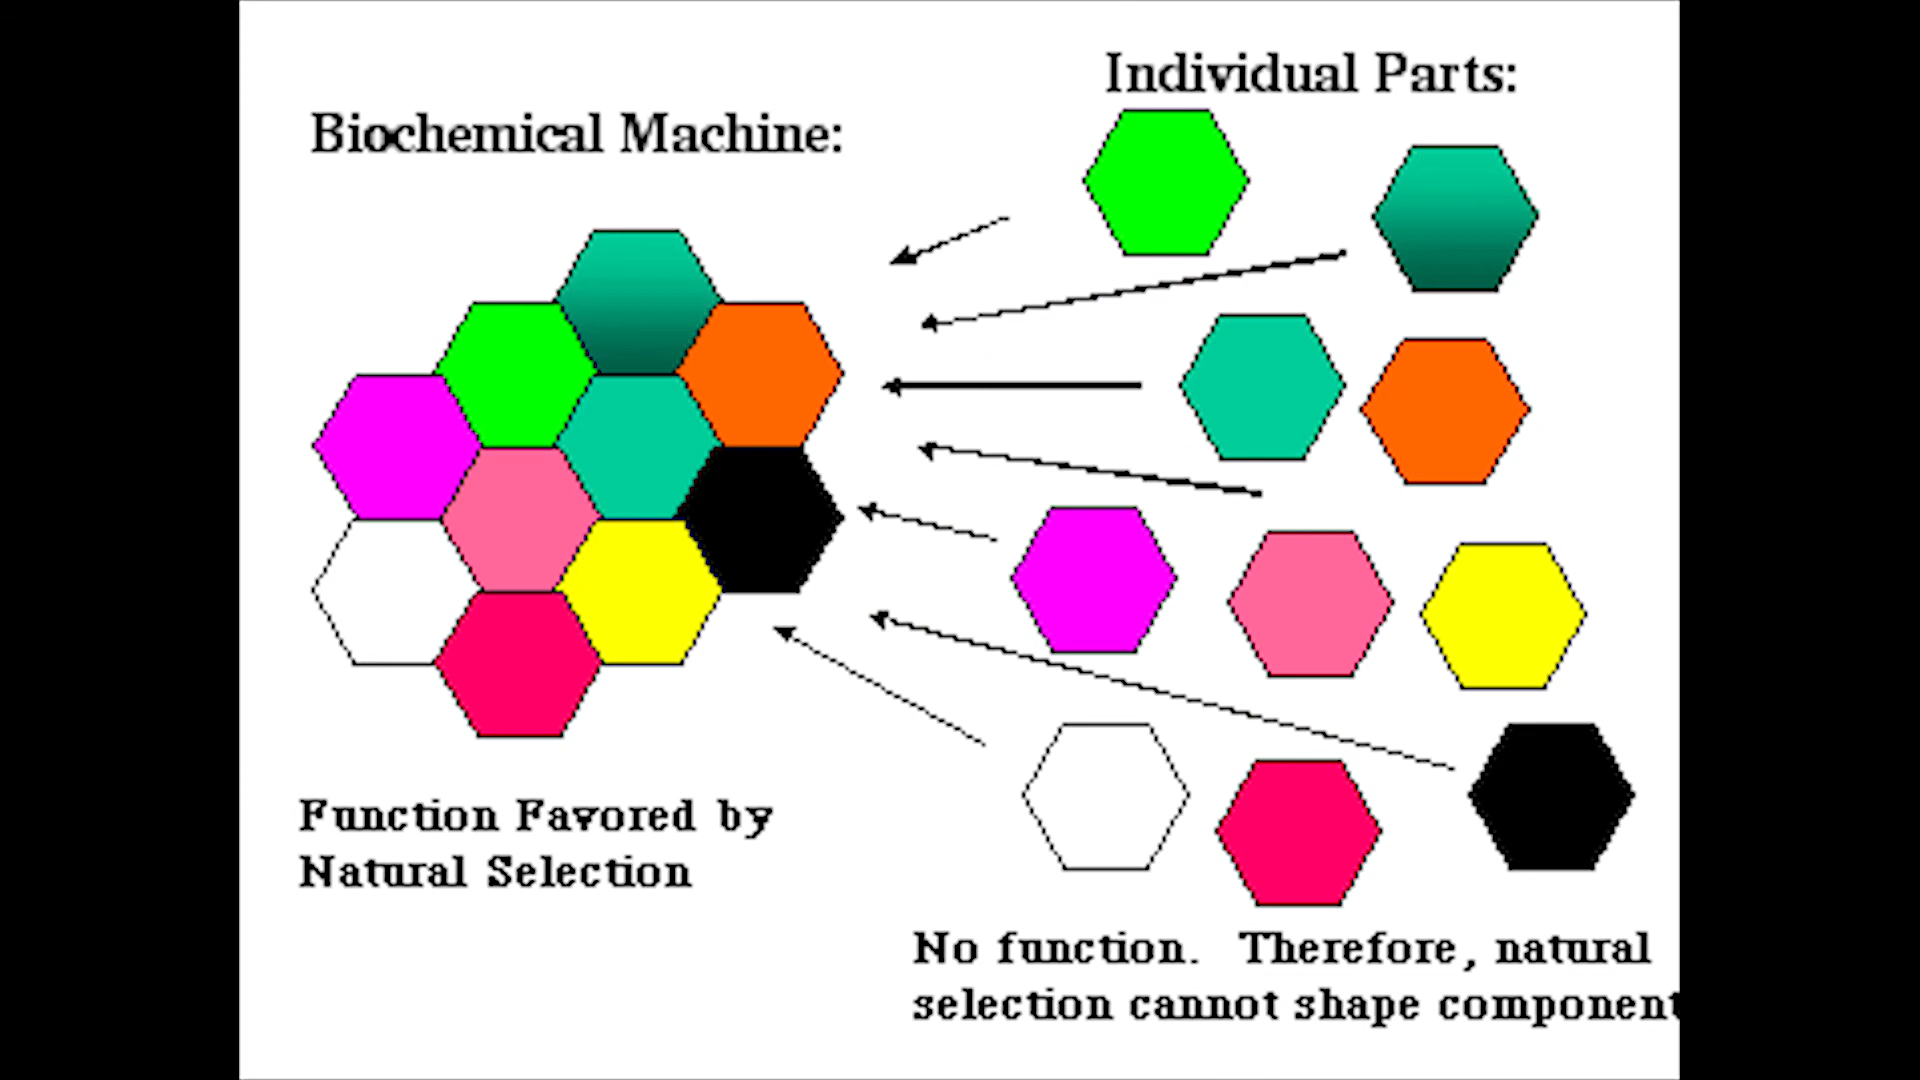 Individual Parts:
Biochemical Machine:
Function Favored by
Natural Selection
No function. Therefore, natural
selection cannot shape component